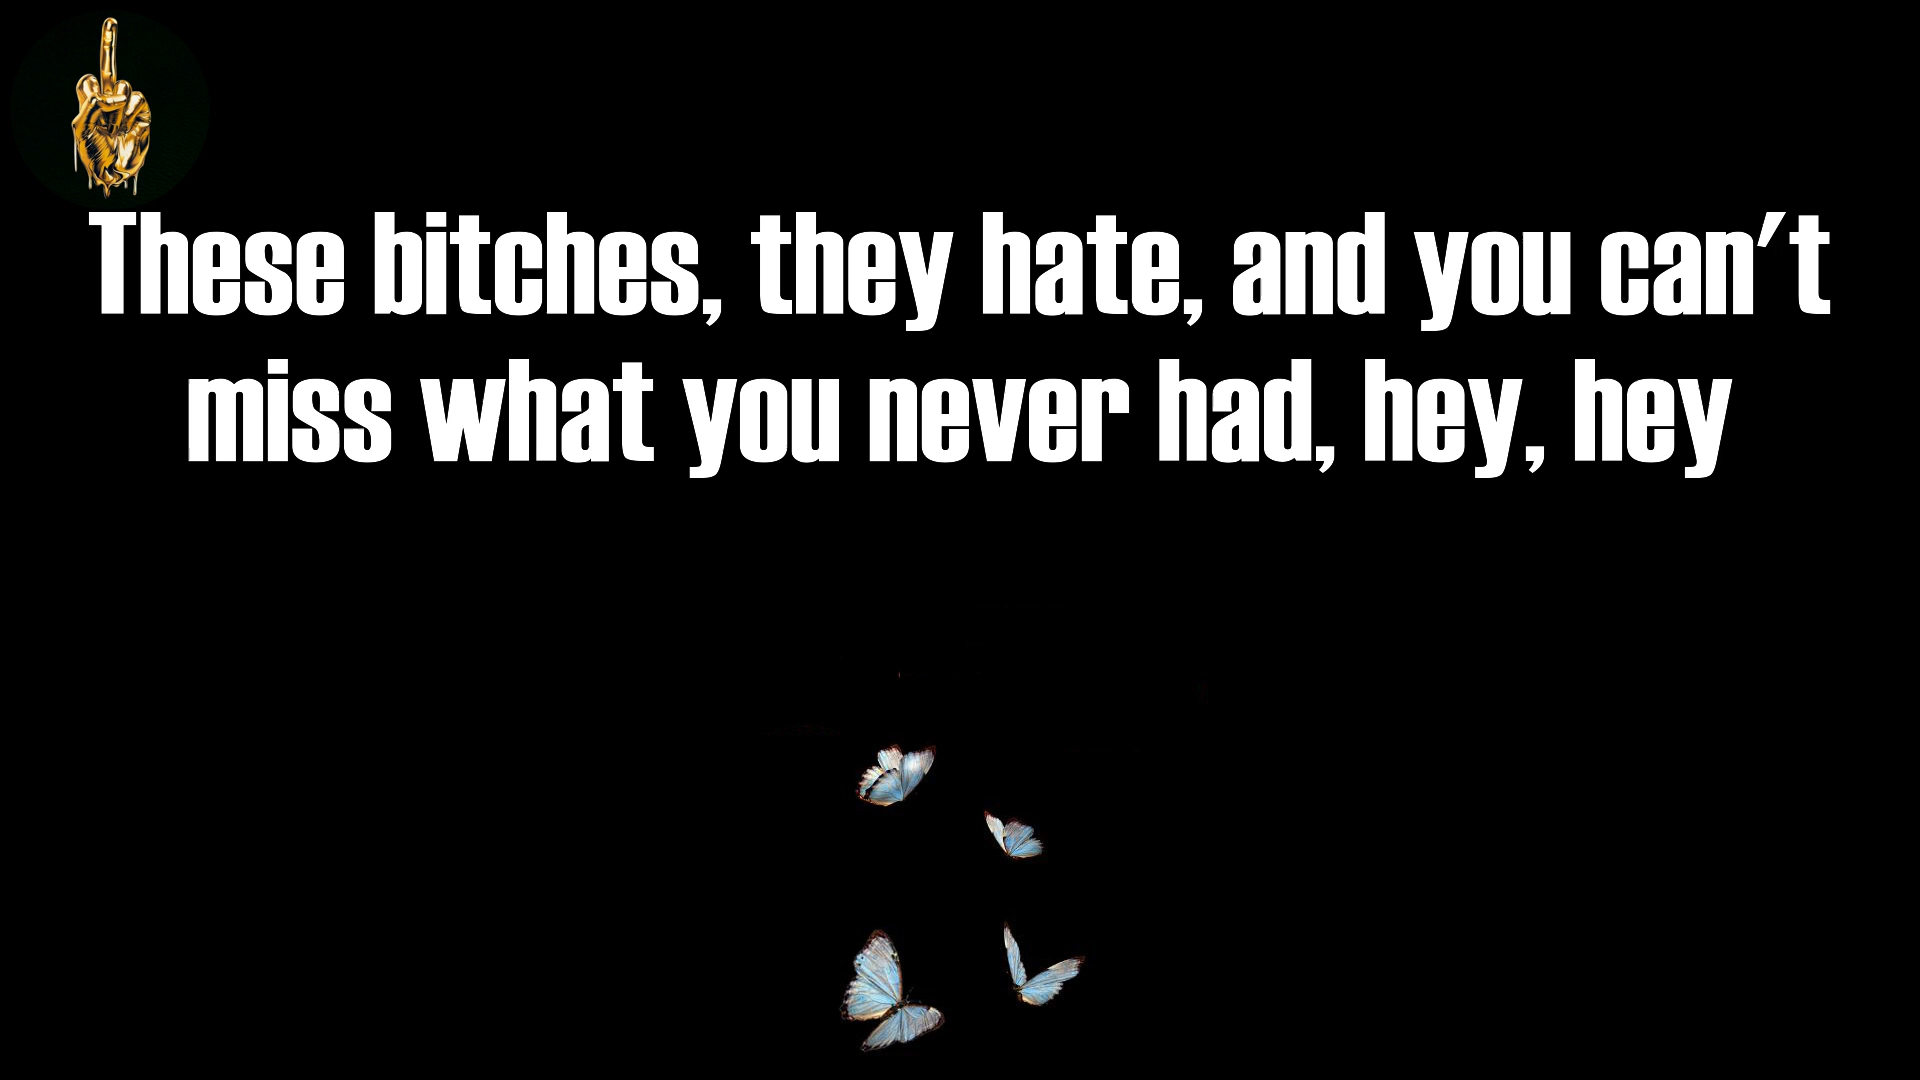 These bitches, they hate, and you can't
miss what you never had, hey, hey